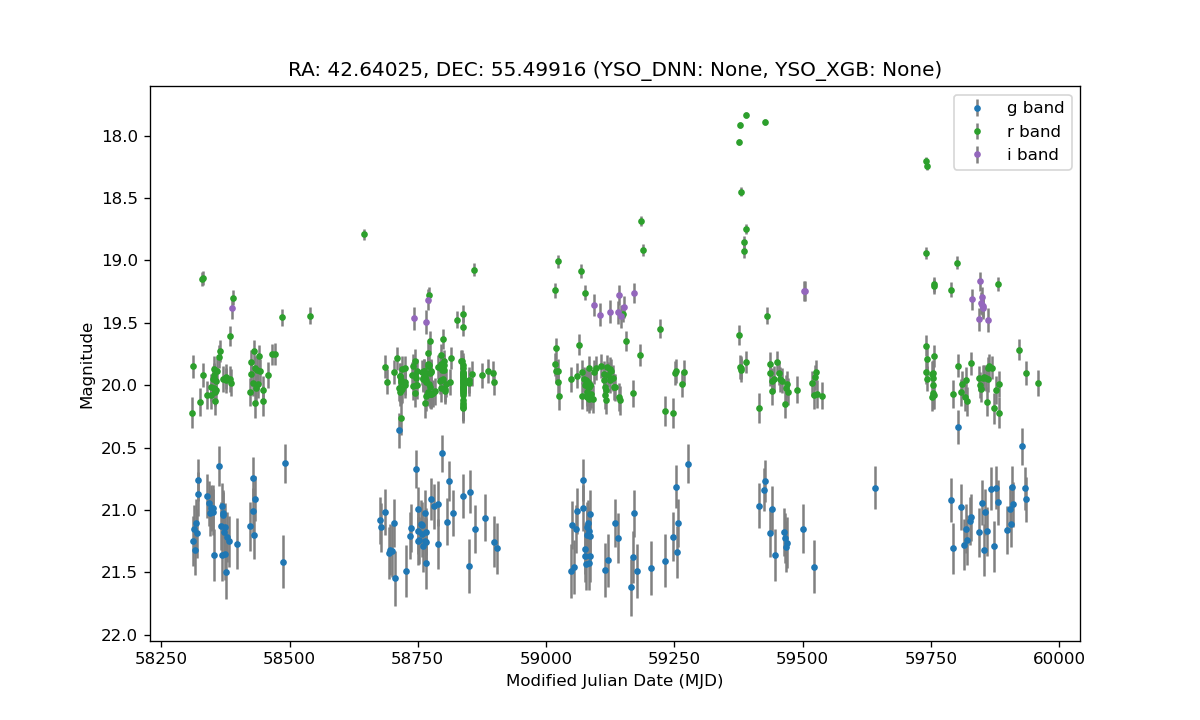 RA: 42.64025, DEC: 55.49916 (YSO_DNN: None, YSO_XGB: None)
g band
r band
i band
18.0
18.5
19.0
19.5
20.0
20.5
21.0
21.5
22.0
Magnitude
58250 58500 58750 59000 59250 59500 59750 60000
Modified Julian Date (MJD)